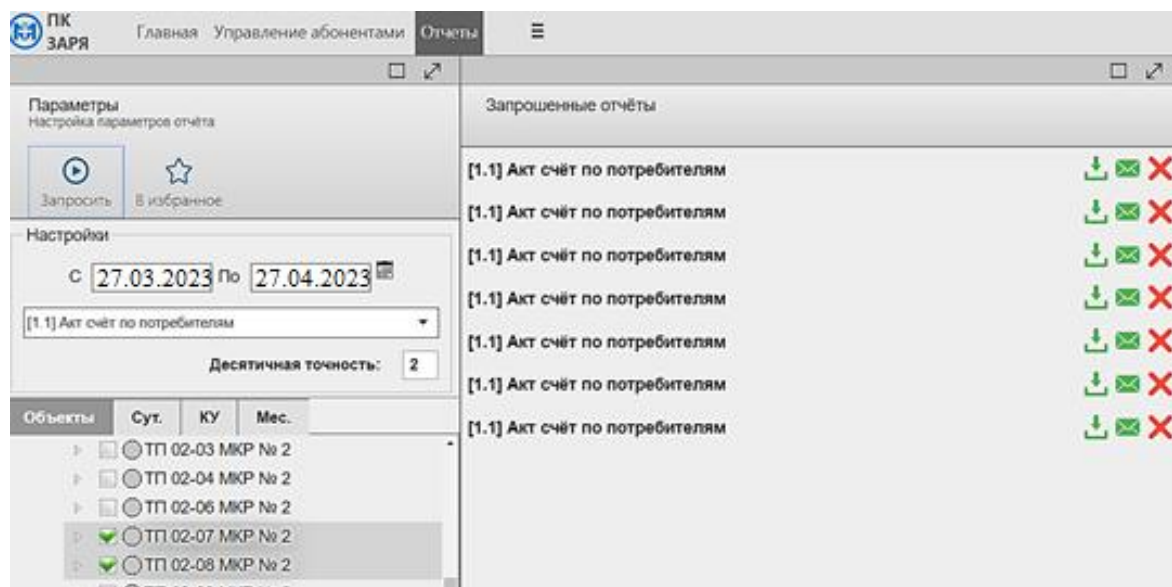 ПК
ЗАРЯ
Главная Управление абонентами Отчеты
Параметры
Настройка параметров отчёта
Запросить В избранное
Настройки
С 27.03.2023 По 27.04.2023
[1.1] Акт счёт по потребителям
Десятичная точность: 2
Объекты Сут. КУ Мес.
ТП 02-03 МКР № 2
ТП 02-04 МКР № 2
ТП 02-06 МКР № 2
ТП 02-07 МКР № 2
ТП 02-08 МКР № 2
Запрошенные отчёты
[1.1] Акт счёт по потребителям
[1.1] Акт счёт по потребителям
[1.1] Акт счёт по потребителям
[1.1] Акт счёт по потребителям
[1.1] Акт счёт по потребителям
[1.1] Акт счёт по потребителям
[1.1] Акт счёт по потребителям